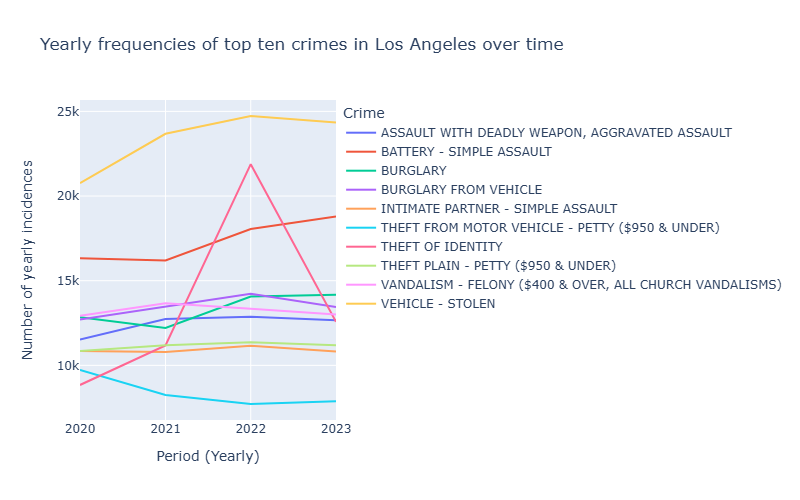 Yearly frequencies of top ten crimes in Los Angeles over time
Number of yearly incidences
25k
20k
15k
10k
2020
2021
2022
2023
Period (Yearly)
Crime
ASSAULT WITH DEADLY WEAPON, AGGRAVATED ASSAULT
BATTERY - SIMPLE ASSAULT
BURGLARY
BURGLARY FROM VEHICLE
INTIMATE PARTNER - SIMPLE ASSAULT
THEFT FROM MOTOR VEHICLE - PETTY ($950 & UNDER)
THEFT OF IDENTITY
THEFT PLAIN - PETTY ($950 & UNDER)
VANDALISM - FELONY ($400 & OVER, ALL CHURCH VANDALISMS)
VEHICLE - STOLEN